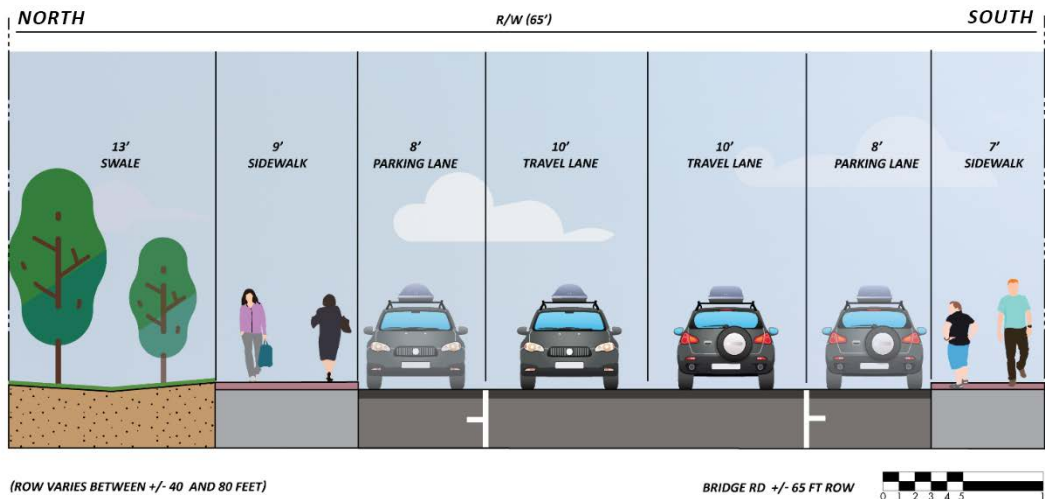 NORTH
R/W (65')
SOUTH
13'
SWALE
9'
SIDEWALK
8'
PARKING LANE
10'
TRAVEL LANE
10'
TRAVEL LANE
8'
PARKING LANE
7'
SIDEWALK
(ROW VARIES BETWEEN +/- 40 AND 80 FEET)
BRIDGE RD +/- 65 FT ROW
0 1 2 3 4 5